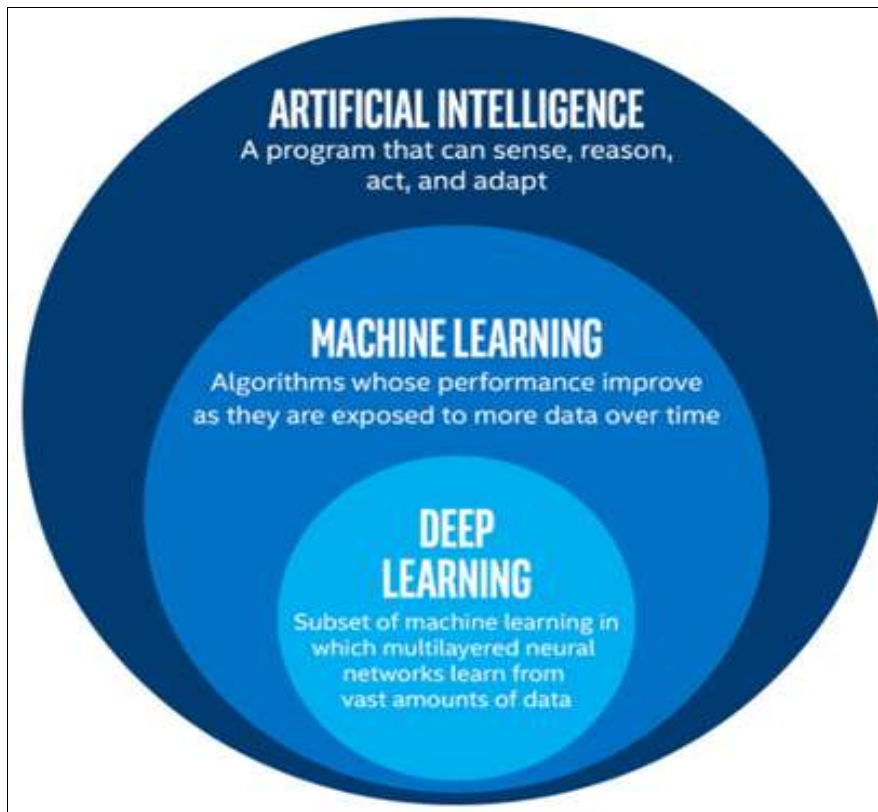 ARTIFICIAL INTELLIGENCE
A program that can sense, reason,
act, and adapt
MACHINE LEARNING
Algorithms whose performance improve
as they are exposed to more data over time
DEEP
LEARNING
Subset of machine learning in
which multilayered neural
networks learn from
vast amounts of data